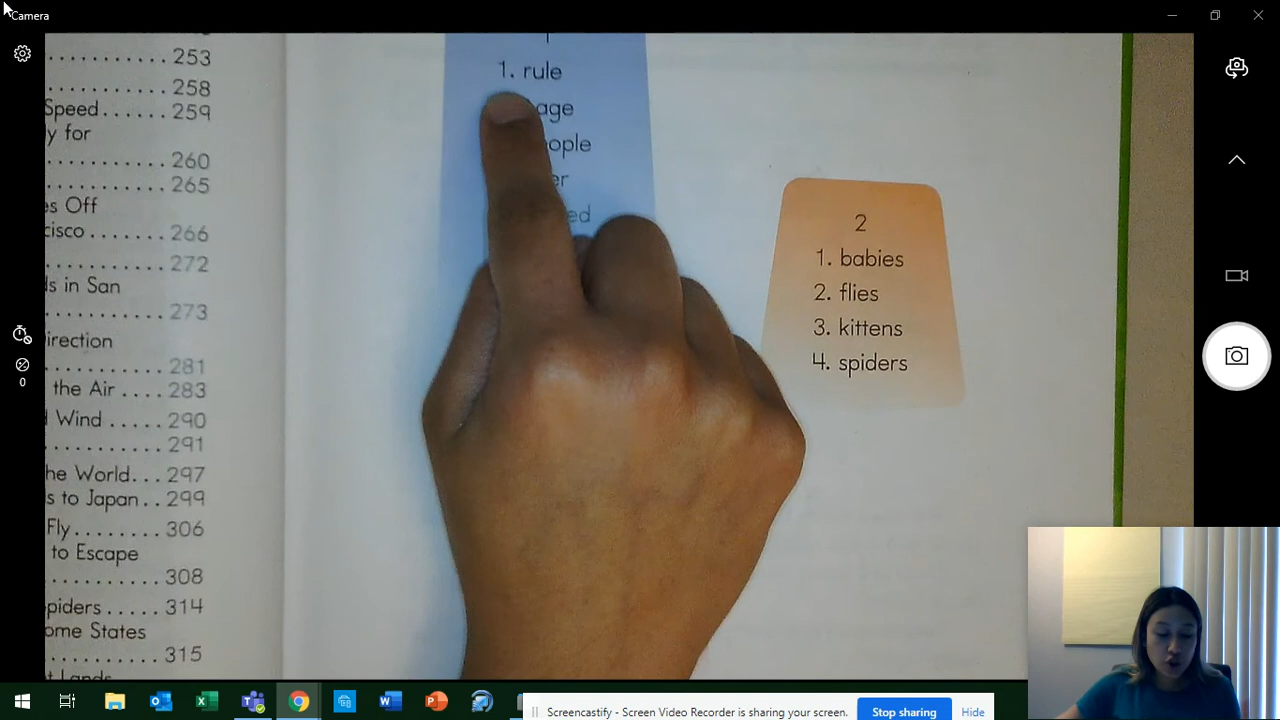 Camera
253
258
Speed 259
y for
260
265
es Off
cisco 266
272
ds in San
273
irection
281
the Air 283
d Wind 290
291
he World 297
s to Japan 299
Fly 306
to Escape
308
piders 314
ome States
315
t Lands
1. rule
age
ople
er
ed
2
1. babies
2. flies
3. kittens
4. spiders
0
Screencastify - Screen Video Recorder is sharing your screen.
Stop sharing
Hide